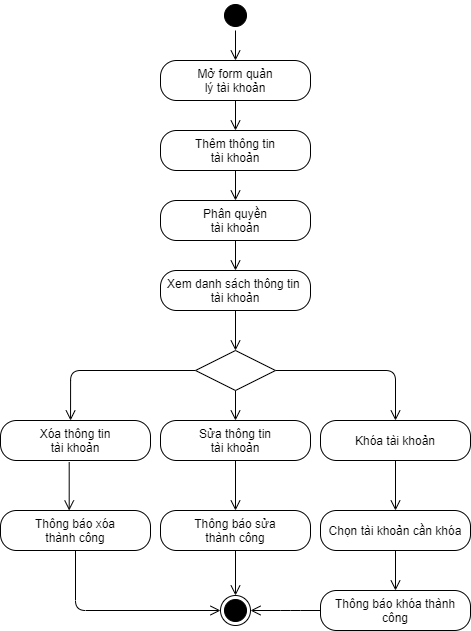 Mở form quản
lý tài khoản
Thêm thông tin
tài khoản
Phân quyền
tài khoản
Xem danh sách thông tin
tài khoản
Xóa thông tin
tài khoản
Sửa thông tin
tài khoản
Khóa tài khoản
Thông báo xóa
thành công
Thông báo sửa
thành công
Chọn tài khoản cần khóa
Thông báo khóa thành
công